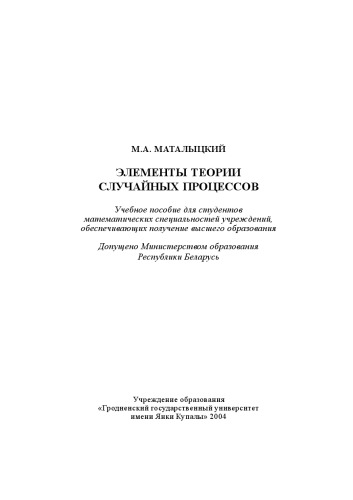 М.А. МАТАЛЫЦКИЙ
ЭЛЕМЕНТЫ ТЕОРИИ
СЛУЧАЙНЫХ ПРОЦЕССОВ
Учебное пособие для студентов
математических специальностей учреждений,
обеспечивающих получение высшего образования
Допущено Министерством образования
Республики Беларусь
Учреждение образования
«Гродненский государственный университет
имени Янки Купалы» 2004